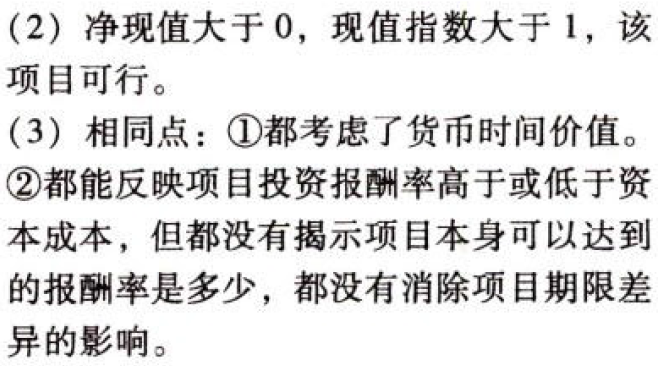 (2) 净现值大于 0，现值指数大于 1，该
项目可行。
(3) 相同点：①都考虑了货币时间价值。
②都能反映项目投资报酬率高于或低于资
本成本，但都没有揭示项目本身可以达到
的报酬率是多少，都没有消除项目期限差
异的影响。